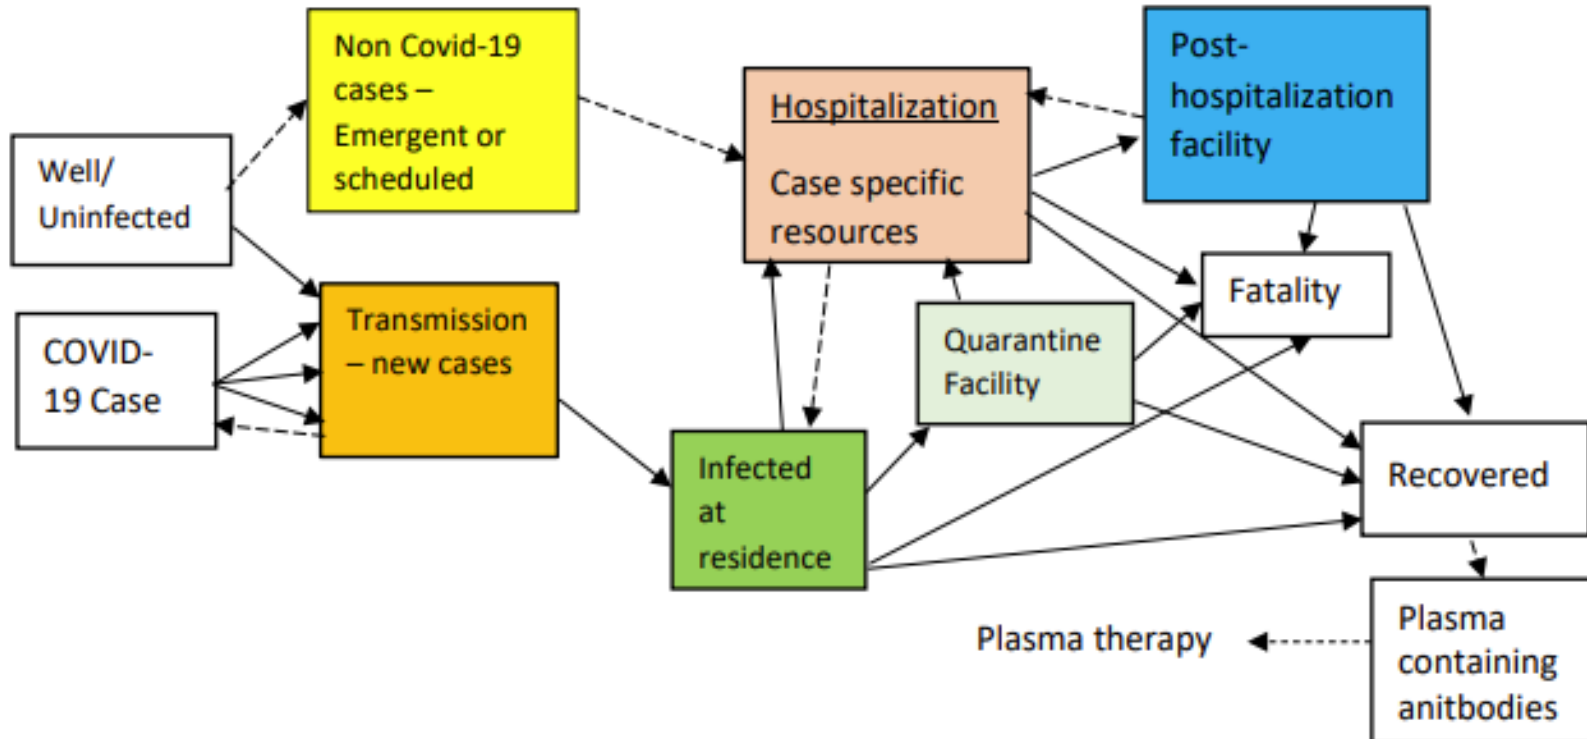 Non Covid-19
cases –
Emergent or
scheduled
Well/
Uninfected
COVID-
19 Case
Transmission
– new cases
Hospitalization
Case specific
resources
Post-
hospitalization
facility
Fatality
Quarantine
Facility
Infected
at
residence
Recovered
Plasma therapy
Plasma
containing
anitbodies